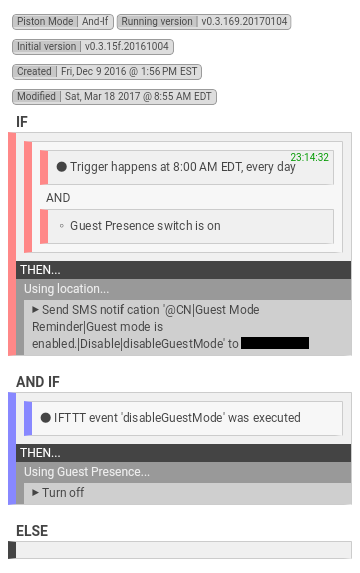 Piston Mode | And-If Running version | v0.3.169.20170104
Initial version | v0.3.15f.20161004
Created | Fri, Dec 9 2016 @ 1:56 PM EST
Modified | Sat, Mar 18 2017 @ 8:55 AM EDT
IF
23:14:32
● Trigger happens at 8:00 AM EDT, every day
AND
◦ Guest Presence switch is on
THEN...
Using location...
► Send SMS notif cation '@CN|Guest Mode
Reminder|Guest mode is
enabled.|Disable|disableGuestMode' to
AND IF
● IFTTT event 'disableGuestMode' was executed
THEN...
Using Guest Presence...
► Turn off
ELSE